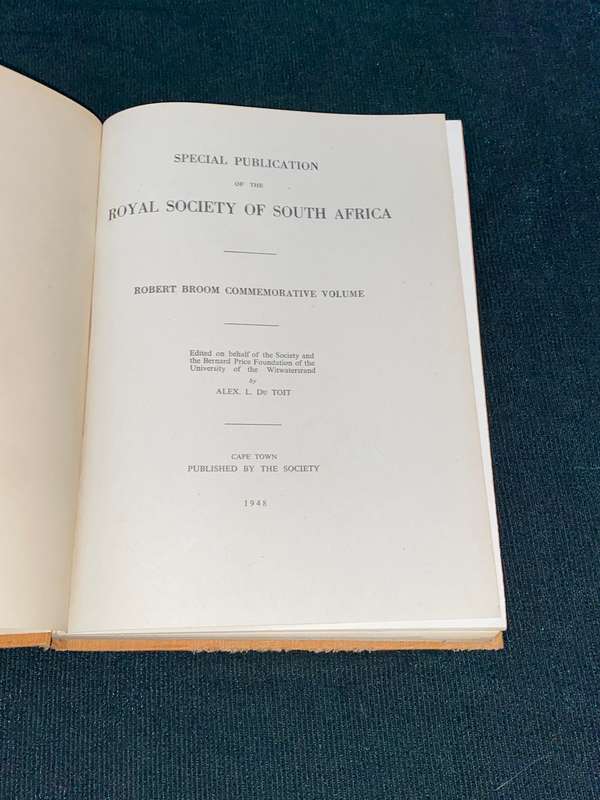 SPECIAL PUBLICATION
OF THE
ROYAL SOCIETY OF SOUTH AFRICA
ROBERT BROOM COMMEMORATIVE VOLUME
Edited on behalf of the Society and
the Bernard Price Foundation of the
University of the Witwatersrand
by
ALEX. L. DU TOIT
CAPE TOWN
PUBLISHED BY THE SOCIETY
1948